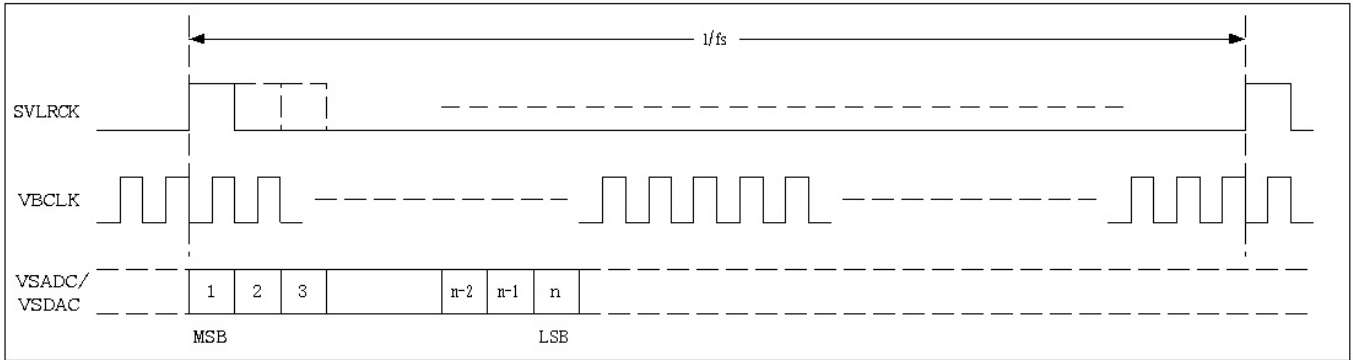 1/fs
SVLRCK
VBCLK
VSADC/
VSDAC
1 2 3 n-2 n-1 n
MSB LSB